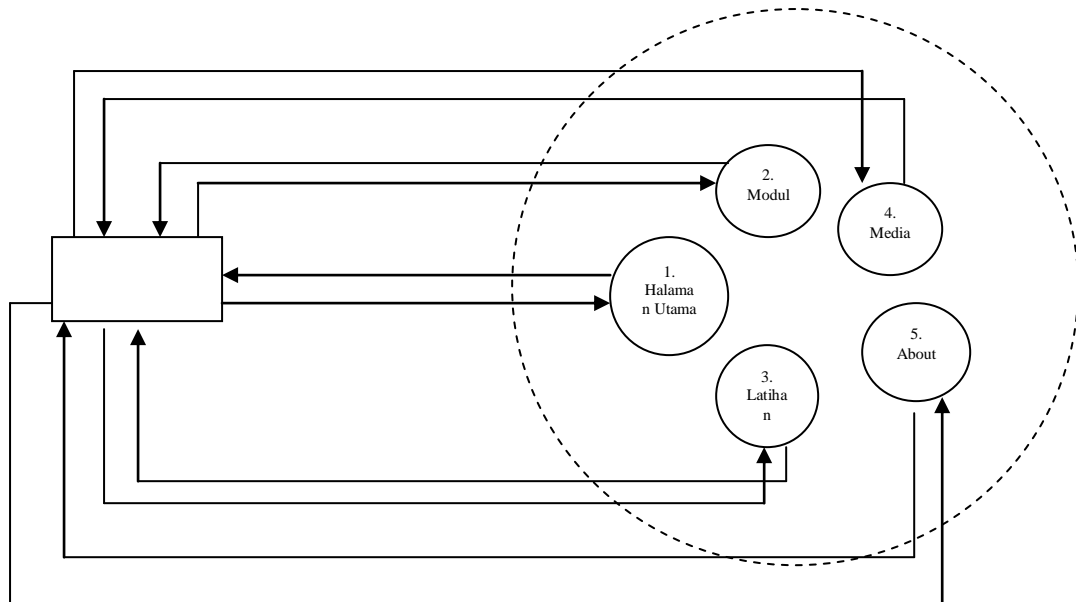 2.
Modul
4.
Media
1.
Halama
n Utama
5.
About
3.
Latiha
n